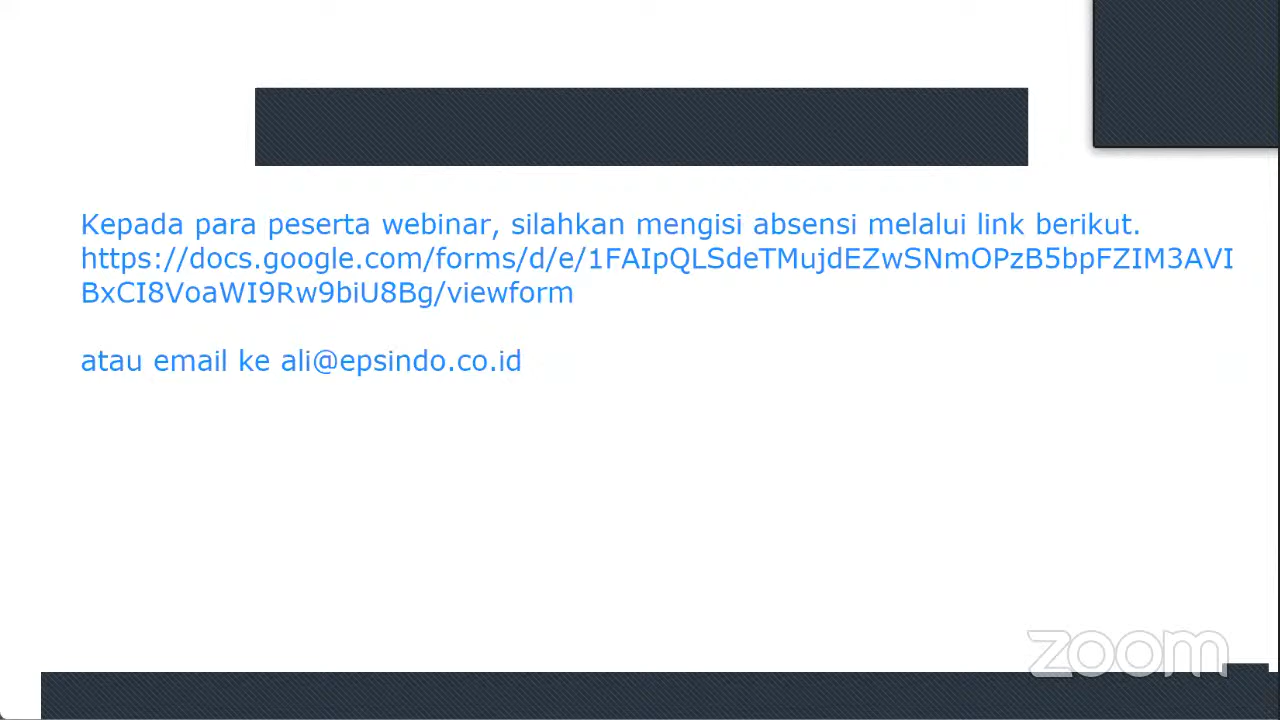 Kepada para peserta webinar, silahkan mengisi absensi melalui link berikut.
https://docs.google.com/forms/d/e/1FAIpQLSdeTMujdEZwSNmOPzB5bpFZIM3AVI
BxCI8VoaWI9Rw9biU8Bg/viewform
atau email ke ali@epsindo.co.id
zoom